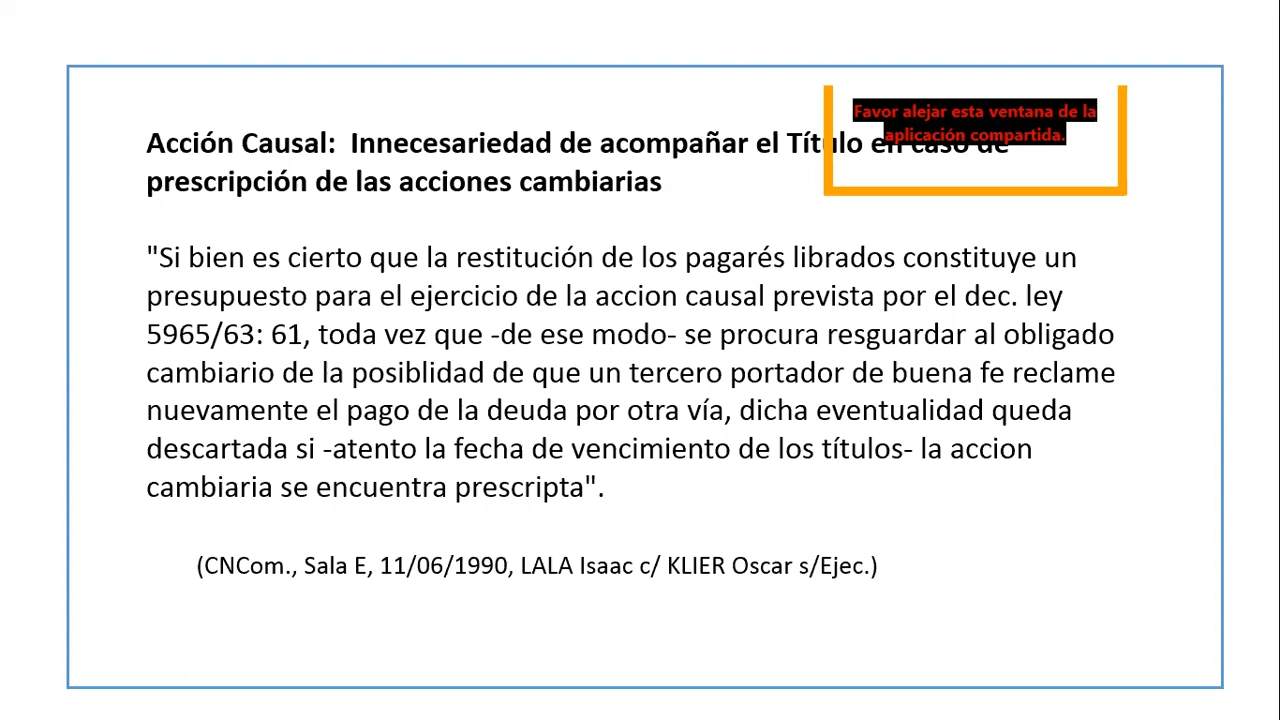 Favor alejar esta ventana de la
aplicación compartida.
Acción Causal: Innecesariedad de acompañar el Título en caso de
prescripción de las acciones cambiarias
"Si bien es cierto que la restitución de los pagarés librados constituye un
presupuesto para el ejercicio de la accion causal prevista por el dec. ley
5965/63: 61, toda vez que -de ese modo- se procura resguardar al obligado
cambiario de la posiblidad de que un tercero portador de buena fe reclame
nuevamente el pago de la deuda por otra vía, dicha eventualidad queda
descartada si -atento la fecha de vencimiento de los títulos- la accion
cambiaria se encuentra prescripta".
(CNCom., Sala E, 11/06/1990, LALA Isaac c/ KLIER Oscar s/Ejec.)